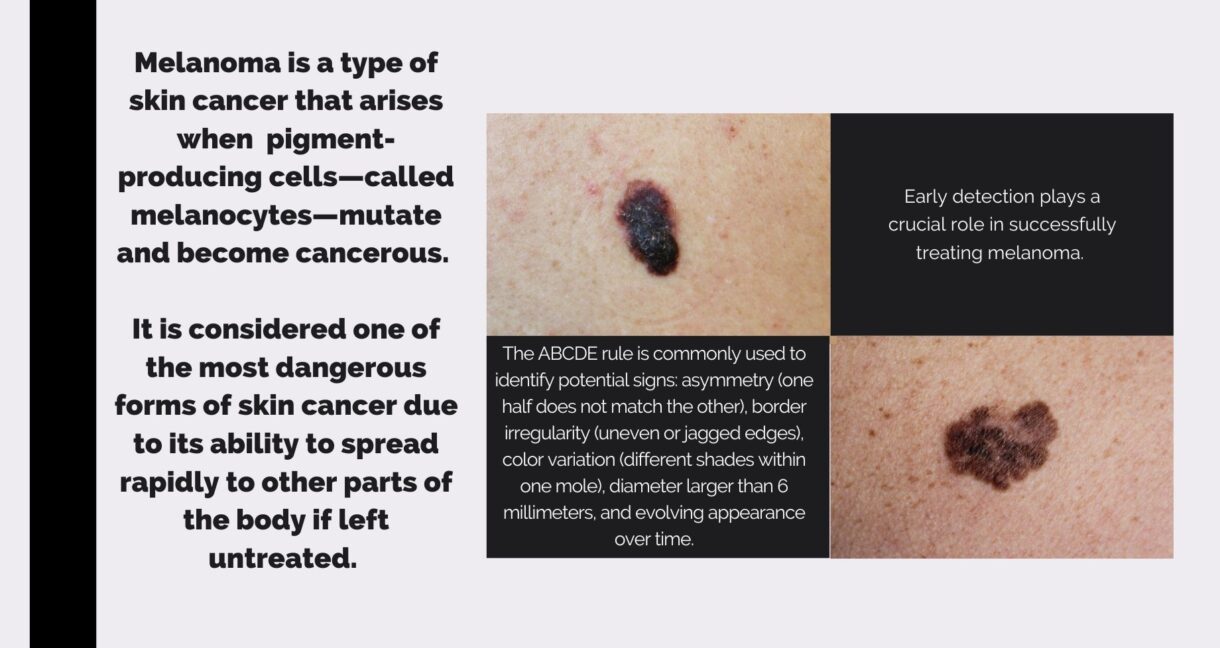 Melanoma is a type of
skin cancer that arises
when pigment-
producing cells—called
melanocytes—mutate
and become cancerous.
It is considered one of
the most dangerous
forms of skin cancer due
to its ability to spread
rapidly to other parts of
the body if left
untreated.
Early detection plays a
crucial role in successfully
treating melanoma.
The ABCDE rule is commonly used to
identify potential signs: asymmetry (one
half does not match the other), border
irregularity (uneven or jagged edges),
color variation (different shades within
one mole), diameter larger than 6
millimeters, and evolving appearance
over time.